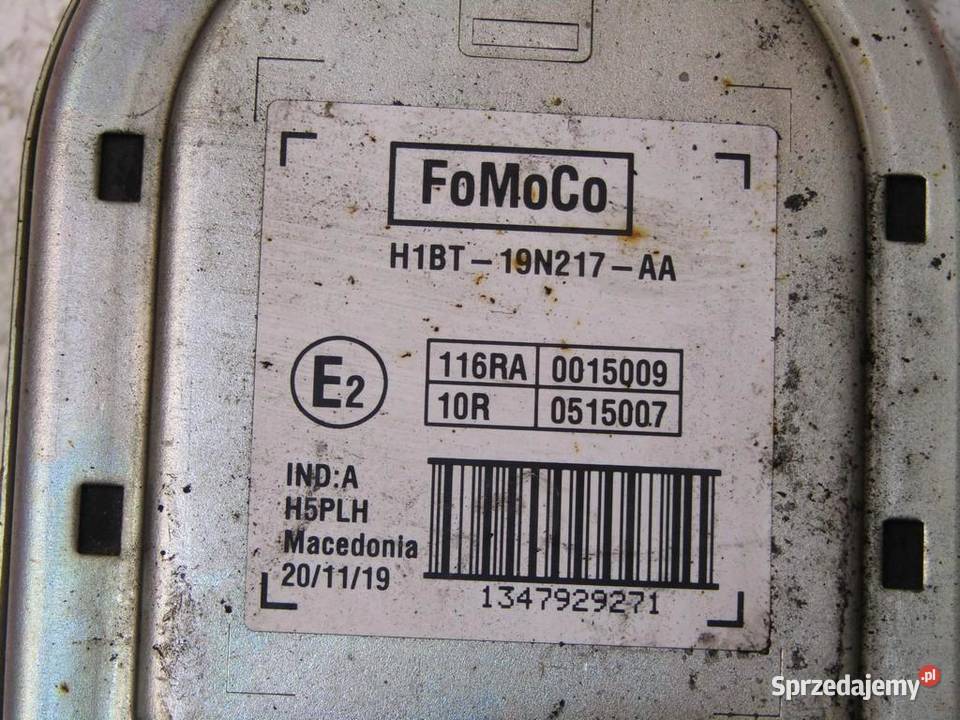 FoMoCo
H1BT-19N217-AA
E2
116RA 0015009
10R 0515007
IND:A
H5PLH
Macedonia
20/11/19
1347929271
Sprzedajemy.pl